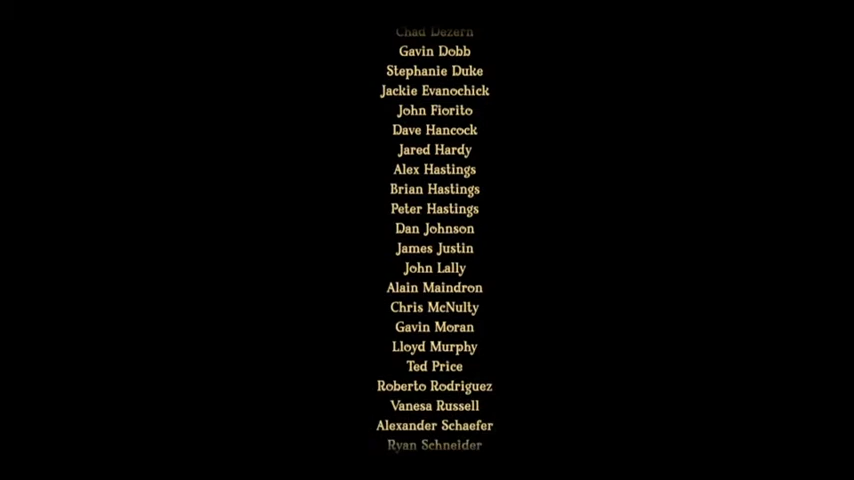 Chad Dezern
Gavin Dobb
Stephanie Duke
Jackie Evanochick
John Fiorito
Dave Hancock
Jared Hardy
Alex Hastings
Brian Hastings
Peter Hastings
Dan Johnson
James Justin
John Lally
Alain Maindron
Chris McNulty
Gavin Moran
Lloyd Murphy
Ted Price
Roberto Rodriguez
Vanesa Russell
Alexander Schaefer
Ryan Schneider